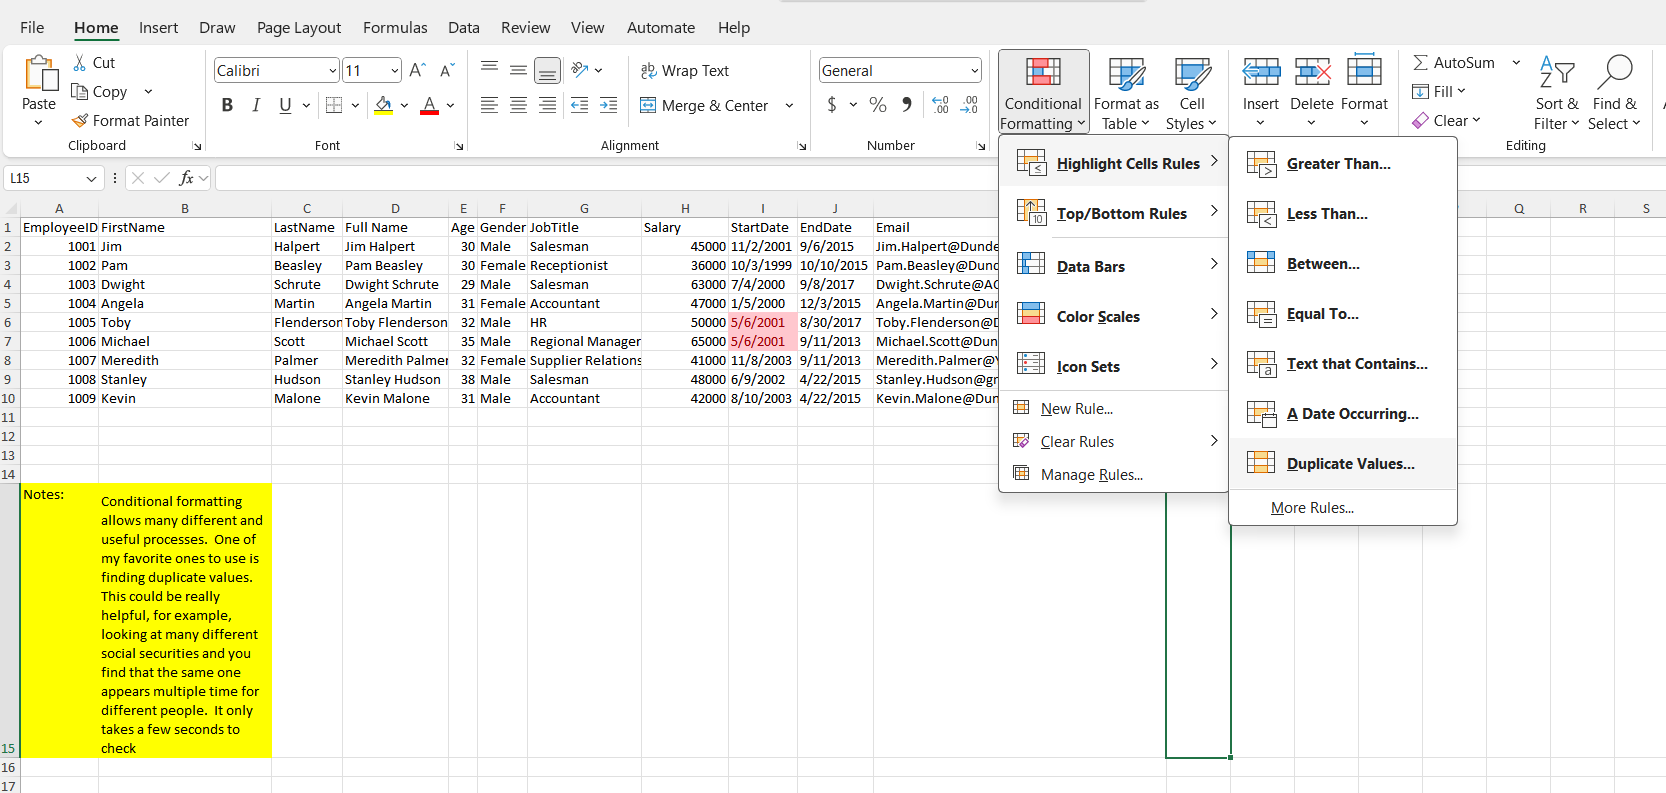 File Home Insert Draw Page Layout Formulas Data Review View Automate Help
Paste
Cut
Copy
Format Painter
Clipboard
Calibri 11
B I U
Font
Wrap Text
Merge & Center
Alignment
General
$ % 9
Number
Conditional Formatting
Format as Table
Cell Styles
Insert Delete Format
AutoSum
Fill
Clear
Sort & Filter
Find & Select
Editing
L15
fx
A B C D E F G H I J Q R S
1 EmployeeID FirstName LastName Full Name Age Gender JobTitle Salary StartDate EndDate Email
2 1001 Jim Halpert Jim Halpert 30 Male Salesman 45000 11/2/2001 9/6/2015 Jim.Halpert@Dunde
3 1002 Pam Beasley Pam Beasley 30 Female Receptionist 36000 10/3/1999 10/10/2015 Pam.Beasley@Dunc
4 1003 Dwight Schrute Dwight Schrute 29 Male Salesman 63000 7/4/2000 9/8/2017 Dwight.Schrute@AC
5 1004 Angela Martin Angela Martin 31 Female Accountant 47000 1/5/2000 12/3/2015 Angela.Martin@Dun
6 1005 Toby Flenderson Toby Flenderson 32 Male HR 50000 5/6/2001 8/30/2017 Toby.Flenderson@D
7 1006 Michael Scott Michael Scott 35 Male Regional Manager 65000 5/6/2001 9/11/2013 Michael.Scott@Dun
8 1007 Meredith Palmer Meredith Palmer 32 Female Supplier Relations 41000 11/8/2003 9/11/2013 Meredith.Palmer@Y
9 1008 Stanley Hudson Stanley Hudson 38 Male Salesman 48000 6/9/2002 4/22/2015 Stanley.Hudson@gr
10 1009 Kevin Malone Kevin Malone 31 Male Accountant 42000 8/10/2003 4/22/2015 Kevin.Malone@Dun
11
12
13
14
Notes:
Conditional formatting
allows many different and
useful processes.  One of
my favorite ones to use is
finding duplicate values.
This could be really
helpful, for example,
looking at many different
social securities and you
find that the same one
appears multiple time for
different people.  It only
takes a few seconds to
15 check
16
17
Highlight Cells Rules
Top/Bottom Rules
Data Bars
Color Scales
Icon Sets
New Rule...
Clear Rules
Manage Rules...
Greater Than...
Less Than...
Between...
Equal To...
Text that Contains...
A Date Occurring...
Duplicate Values...
More Rules...